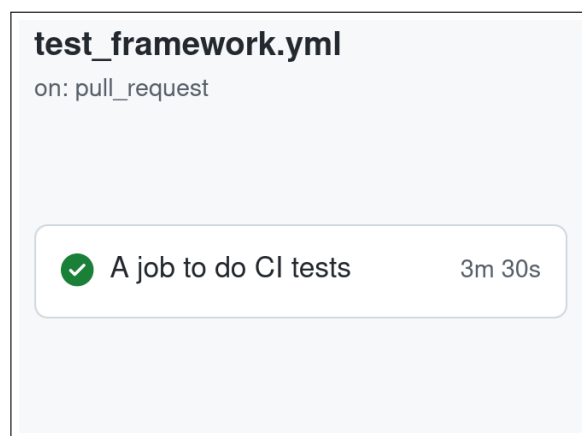 test_framework.yml
on: pull_request
A job to do CI tests 3m 30s